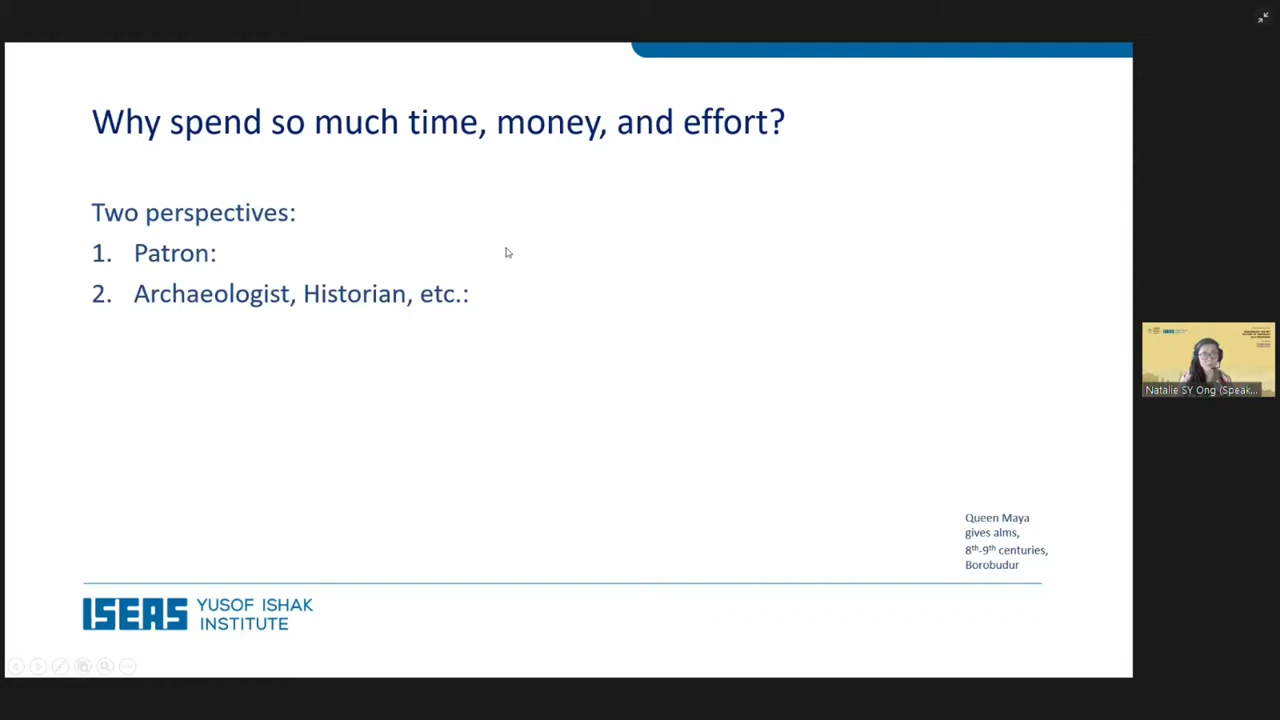 Why spend so much time, money, and effort?
Two perspectives:
1. Patron:
2. Archaeologist, Historian, etc.:
Queen Maya
gives alms,
8th-9th centuries,
Borobudur
ISEAS YUSOF ISHAK
INSTITUTE
Natalie SY Ong (Speak...